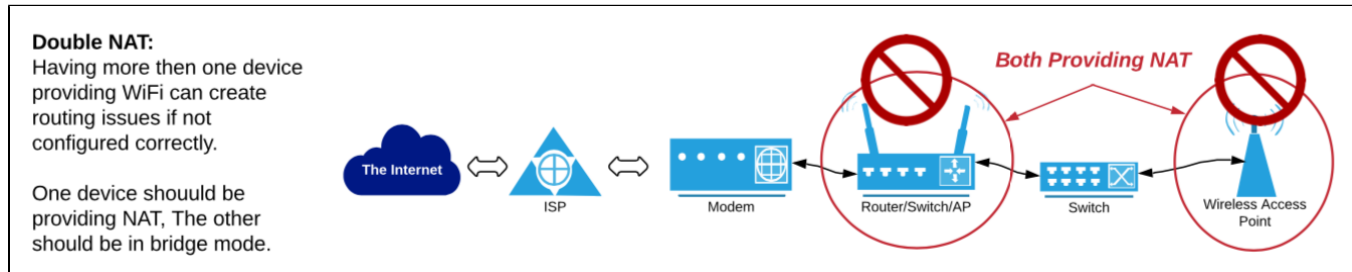 Double NAT:
Having more then one device
providing WiFi can create
routing issues if not
configured correctly.
One device shouuld be
providing NAT, The other
should be in bridge mode.
Both Providing NAT
The Internet
ISP
Modem
Router/Switch/AP
Switch
Wireless Access
Point